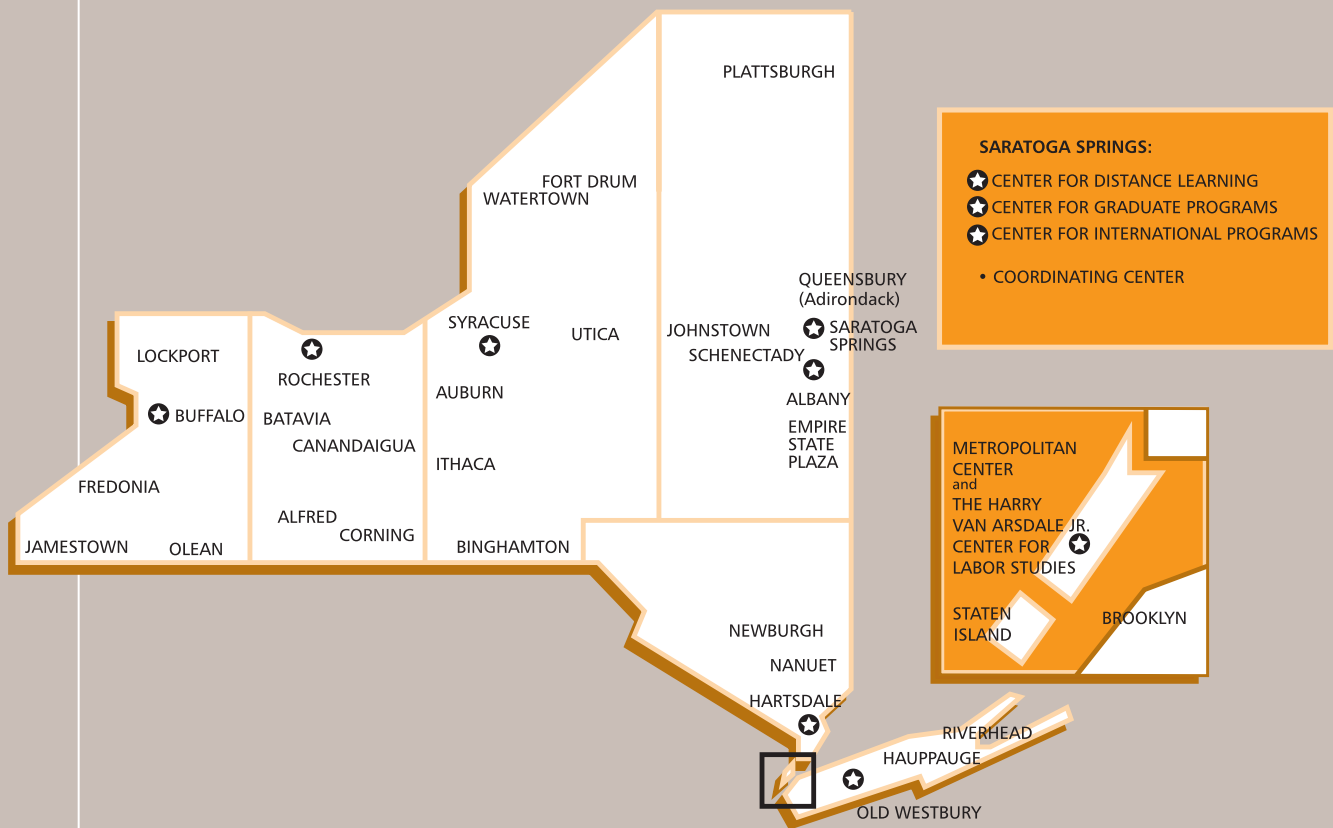 PLATTSBURGH
FORT DRUM
WATERTOWN
QUEENSBURY
(Adirondack)
SYRACUSE
UTICA
JOHNSTOWN
SARATOGA
SPRINGS
SCHENECTADY
LOCKPORT
ROCHESTER
AUBURN
ALBANY
BUFFALO
BATAVIA
EMPIRE
STATE
PLAZA
CANANDAIGUA
ITHACA
FREDONIA
ALFRED
CORNING
JAMESTOWN
OLEAN
BINGHAMTON
NEWBURGH
NANUET
HARTSDALE
RIVERHEAD
HAUPPAUGE
OLD WESTBURY
SARATOGA SPRINGS:
CENTER FOR DISTANCE LEARNING
CENTER FOR GRADUATE PROGRAMS
CENTER FOR INTERNATIONAL PROGRAMS
• COORDINATING CENTER
METROPOLITAN
CENTER
and
THE HARRY
VAN ARSDALE JR.
CENTER FOR
LABOR STUDIES
STATEN
ISLAND
BROOKLYN